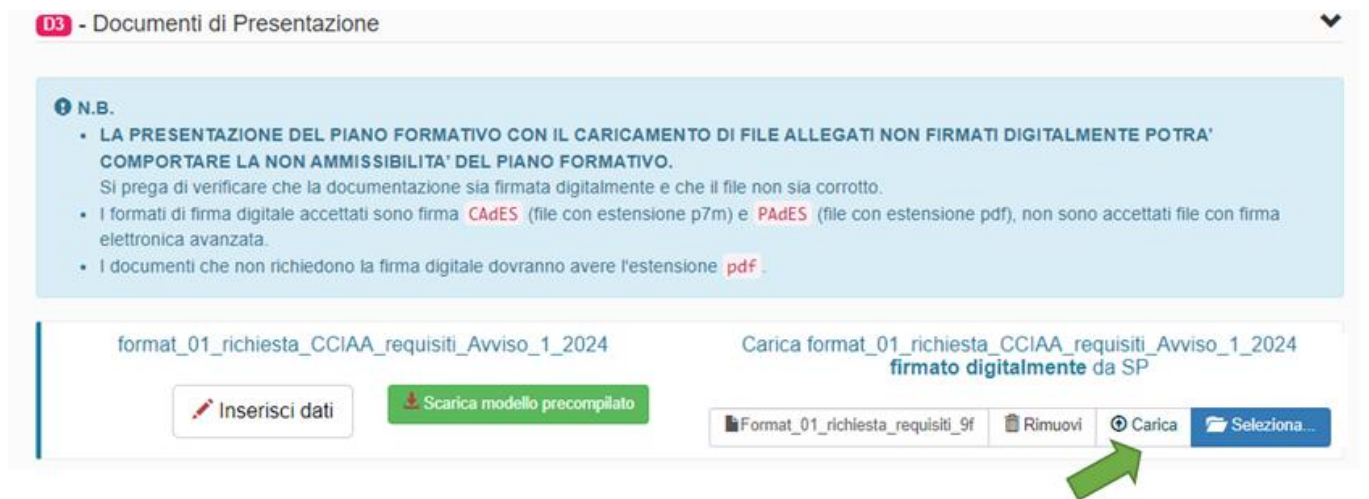 D3 - Documenti di Presentazione
N.B.
• LA PRESENTAZIONE DEL PIANO FORMATIVO CON IL CARICAMENTO DI FILE ALLEGATI NON FIRMATI DIGITALMENTE POTRA'
COMPORTARE LA NON AMMISSIBILITA' DEL PIANO FORMATIVO.
Si prega di verificare che la documentazione sia firmata digitalmente e che il file non sia corrotto.
• I formati di firma digitale accettati sono firma CAdES (file con estensione p7m) e PAdES (file con estensione pdf), non sono accettati file con firma
elettronica avanzata.
• I documenti che non richiedono la firma digitale dovranno avere l'estensione pdf.
format_01_richiesta_CCIAA_requisiti_Avviso_1_2024
Inserisci dati
Scarica modello precompilato
Carica format_01_richiesta_CCIAA_requisiti_Avviso_1_2024
firmato digitalmente da SP
Format_01_richiesta_requisiti_9f
Rimuovi
Carica
Seleziona...